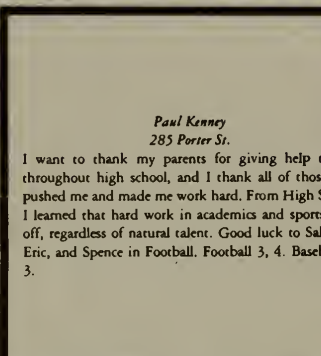 Paul Kenney
285 Porter St.
I want to thank my parents for giving help
throughout high school, and I thank all of
pushed me and made me work hard. From High
I learned that hard work in academics and
off, regardless of natural talent. Good luck to
Eric, and Spence in Football. Football 3, 4.
3.